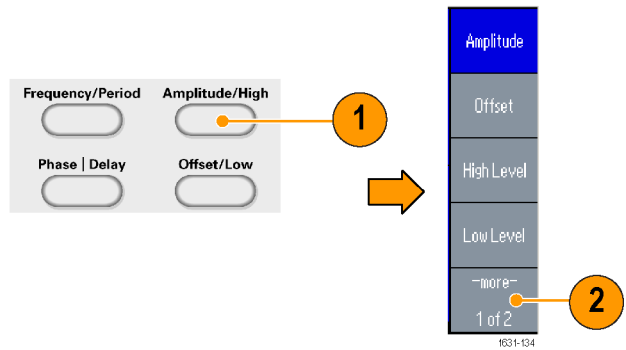 Frequency/Period
Amplitude/High
1
Phase | Delay
Offset/Low
Amplitude
Offset
High Level
Low Level
-more-
1 of 2
2
1631-134